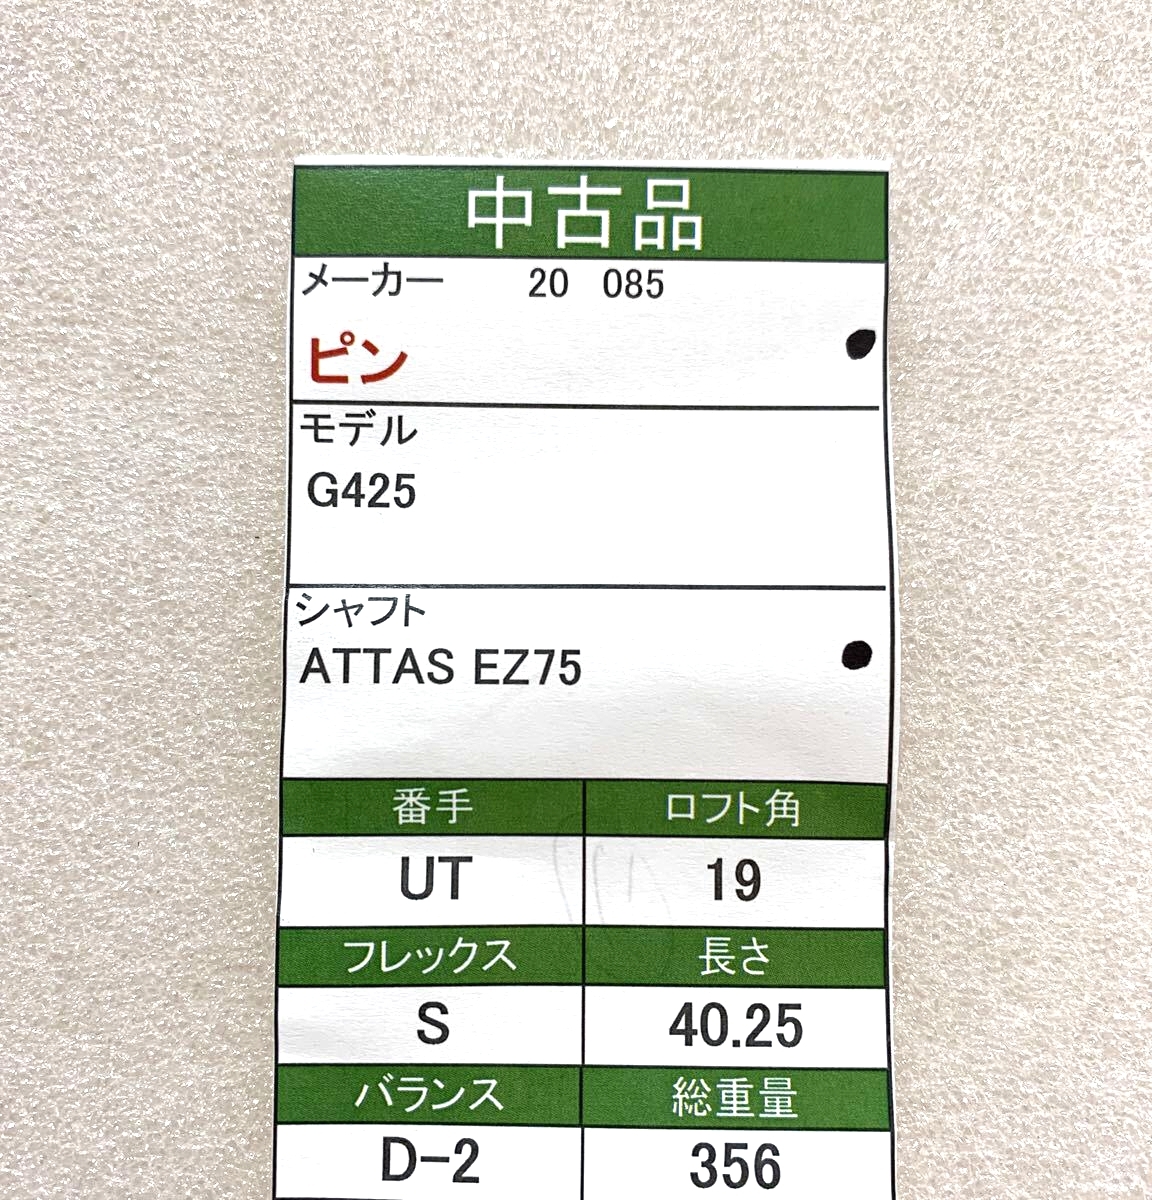 中古品
メーカー 20 085
ピン
モデル
G425
シャフト
ATTAS EZ75
番手 ロフト角
UT 19
フレックス 長さ
S 40.25
バランス 総重量
D-2 356